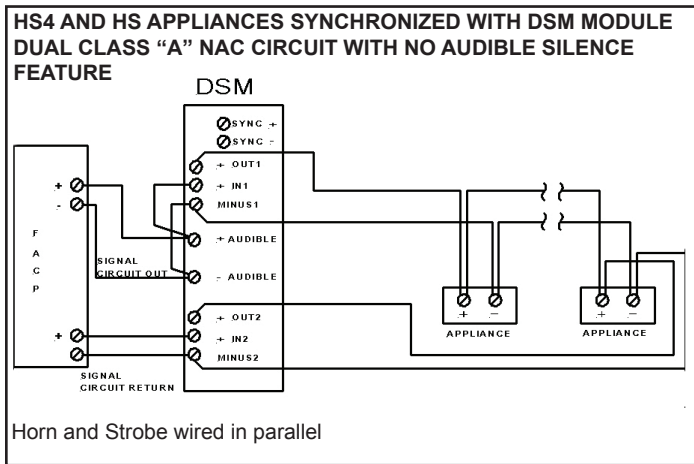 HS4 AND HS APPLIANCES SYNCHRONIZED WITH DSM MODULE
DUAL CLASS “A” NAC CIRCUIT WITH NO AUDIBLE SILENCE
FEATURE
DSM
SYNC +
SYNC -
+ OUT1
+ IN1
MINUS1
+ AUDIBLE
- AUDIBLE
+ OUT2
+ IN2
MINUS2
+
-
F
A
C
P
+
-
SIGNAL
CIRCUIT OUT
SIGNAL
CIRCUIT RETURN
+ −
APPLIANCE
+ −
APPLIANCE
Horn and Strobe wired in parallel